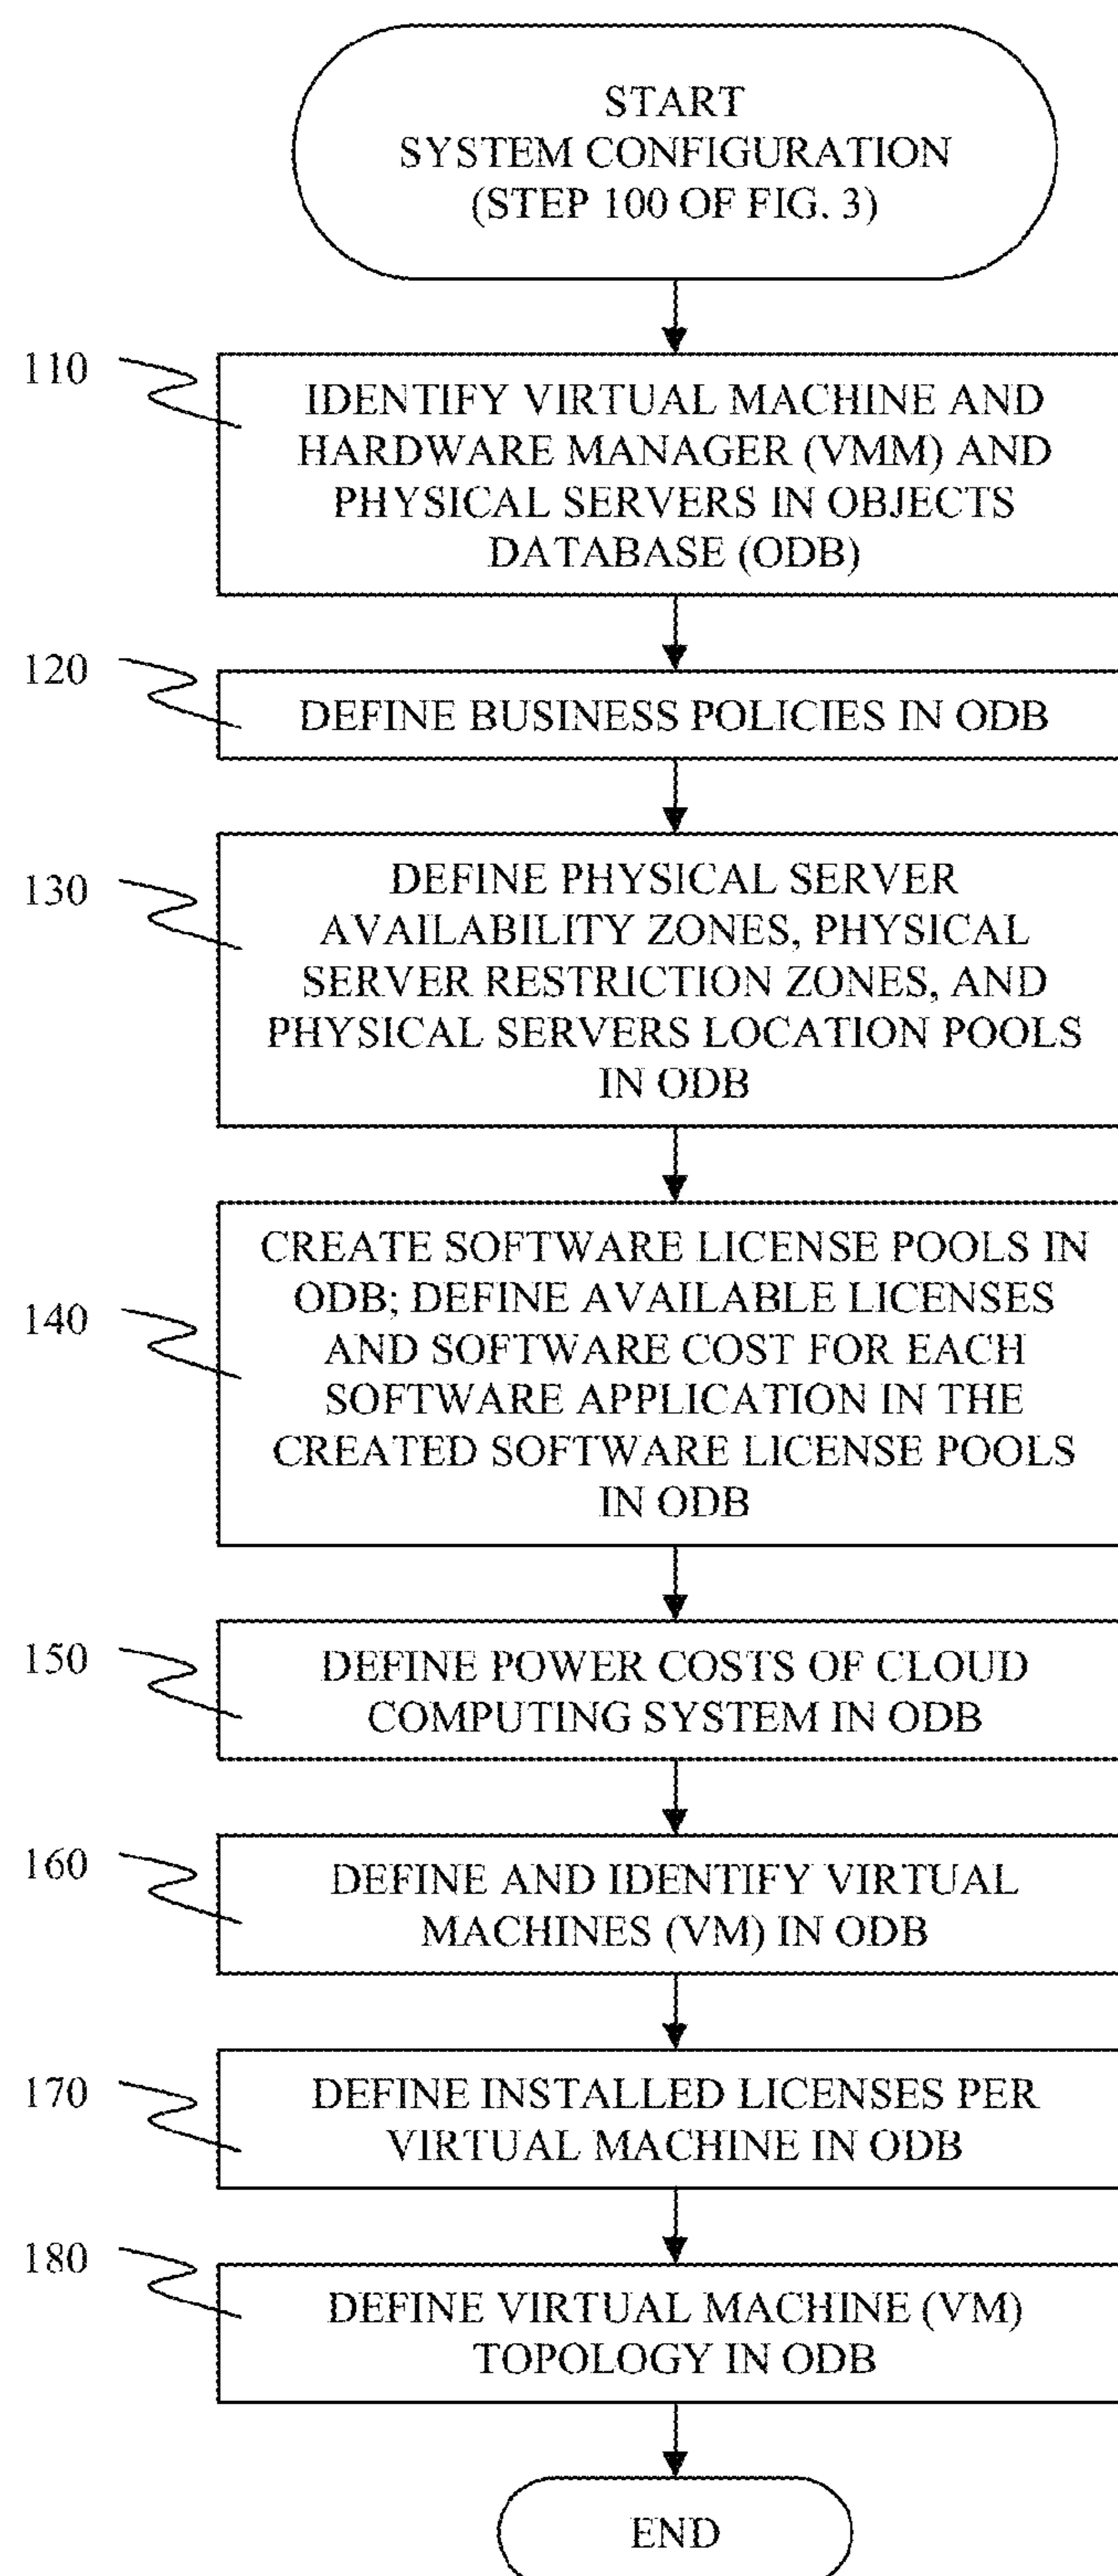 START
SYSTEM CONFIGURATION
(STEP 100 OF FIG. 3)
110
IDENTIFY VIRTUAL MACHINE AND
HARDWARE MANAGER (VMM) AND
PHYSICAL SERVERS IN OBJECTS
DATABASE (ODB)
120
DEFINE BUSINESS POLICIES IN ODB
130
DEFINE PHYSICAL SERVER
AVAILABILITY ZONES, PHYSICAL
SERVER RESTRICTION ZONES, AND
PHYSICAL SERVERS LOCATION POOLS
IN ODB
140
CREATE SOFTWARE LICENSE POOLS IN
ODB; DEFINE AVAILABLE LICENSES
AND SOFTWARE COST FOR EACH
SOFTWARE APPLICATION IN THE
CREATED SOFTWARE LICENSE POOLS
IN ODB
150
DEFINE POWER COSTS OF CLOUD
COMPUTING SYSTEM IN ODB
160
DEFINE AND IDENTIFY VIRTUAL
MACHINES (VM) IN ODB
170
DEFINE INSTALLED LICENSES PER
VIRTUAL MACHINE IN ODB
180
DEFINE VIRTUAL MACHINE (VM)
TOPOLOGY IN ODB
END